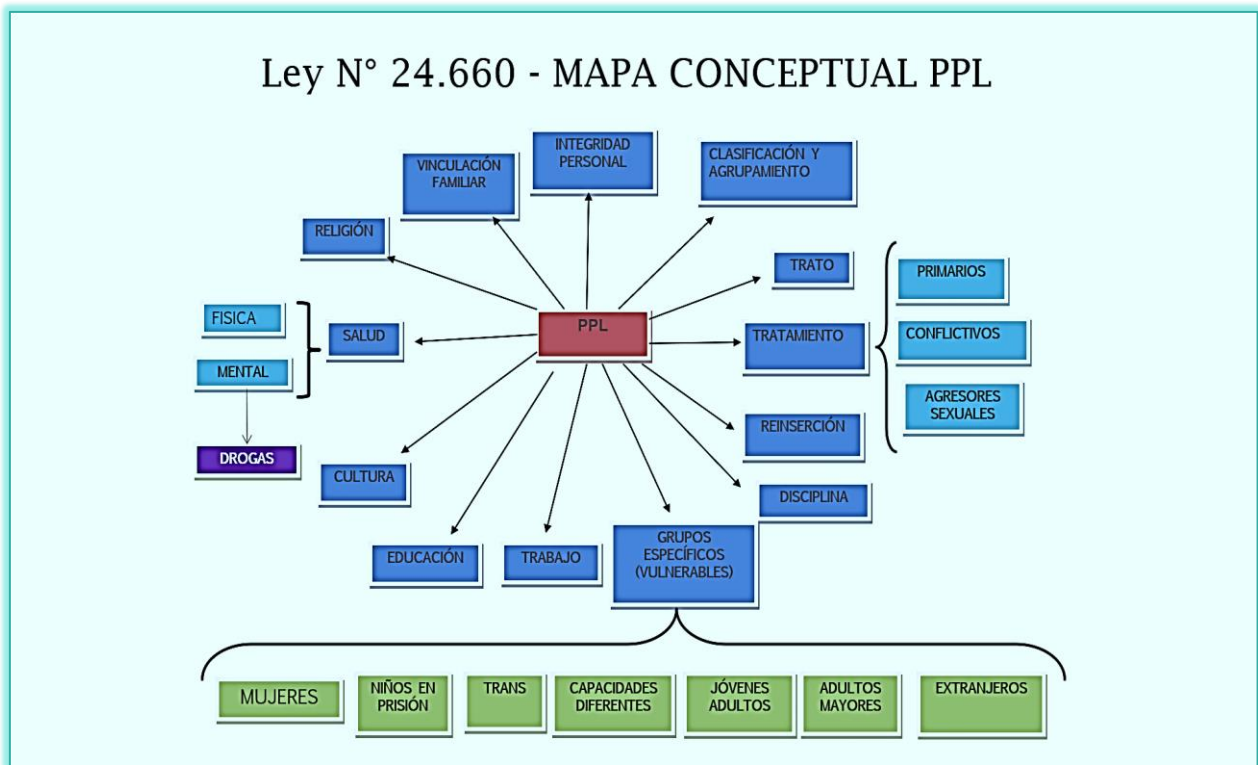 Ley N° 24.660 - MAPA CONCEPTUAL PPL
INTEGRIDAD
PERSONAL
CLASIFICACIÓN Y
AGRUPAMIENTO
VINCULACIÓN
FAMILIAR
RELIGIÓN
TRATO
PRIMARIOS
FISICA
SALUD
PPL
TRATAMIENTO
CONFLICTIVOS
MENTAL
AGRESORES
SEXUALES
REINSERCIÓN
DROGAS
CULTURA
DISCIPLINA
EDUCACIÓN
TRABAJO
GRUPOS
ESPECÍFICOS
(VULNERABLES)
MUJERES
NIÑOS EN
PRISIÓN
TRANS
CAPACIDADES
DIFERENTES
JÓVENES
ADULTOS
ADULTOS
MAYORES
EXTRANJEROS